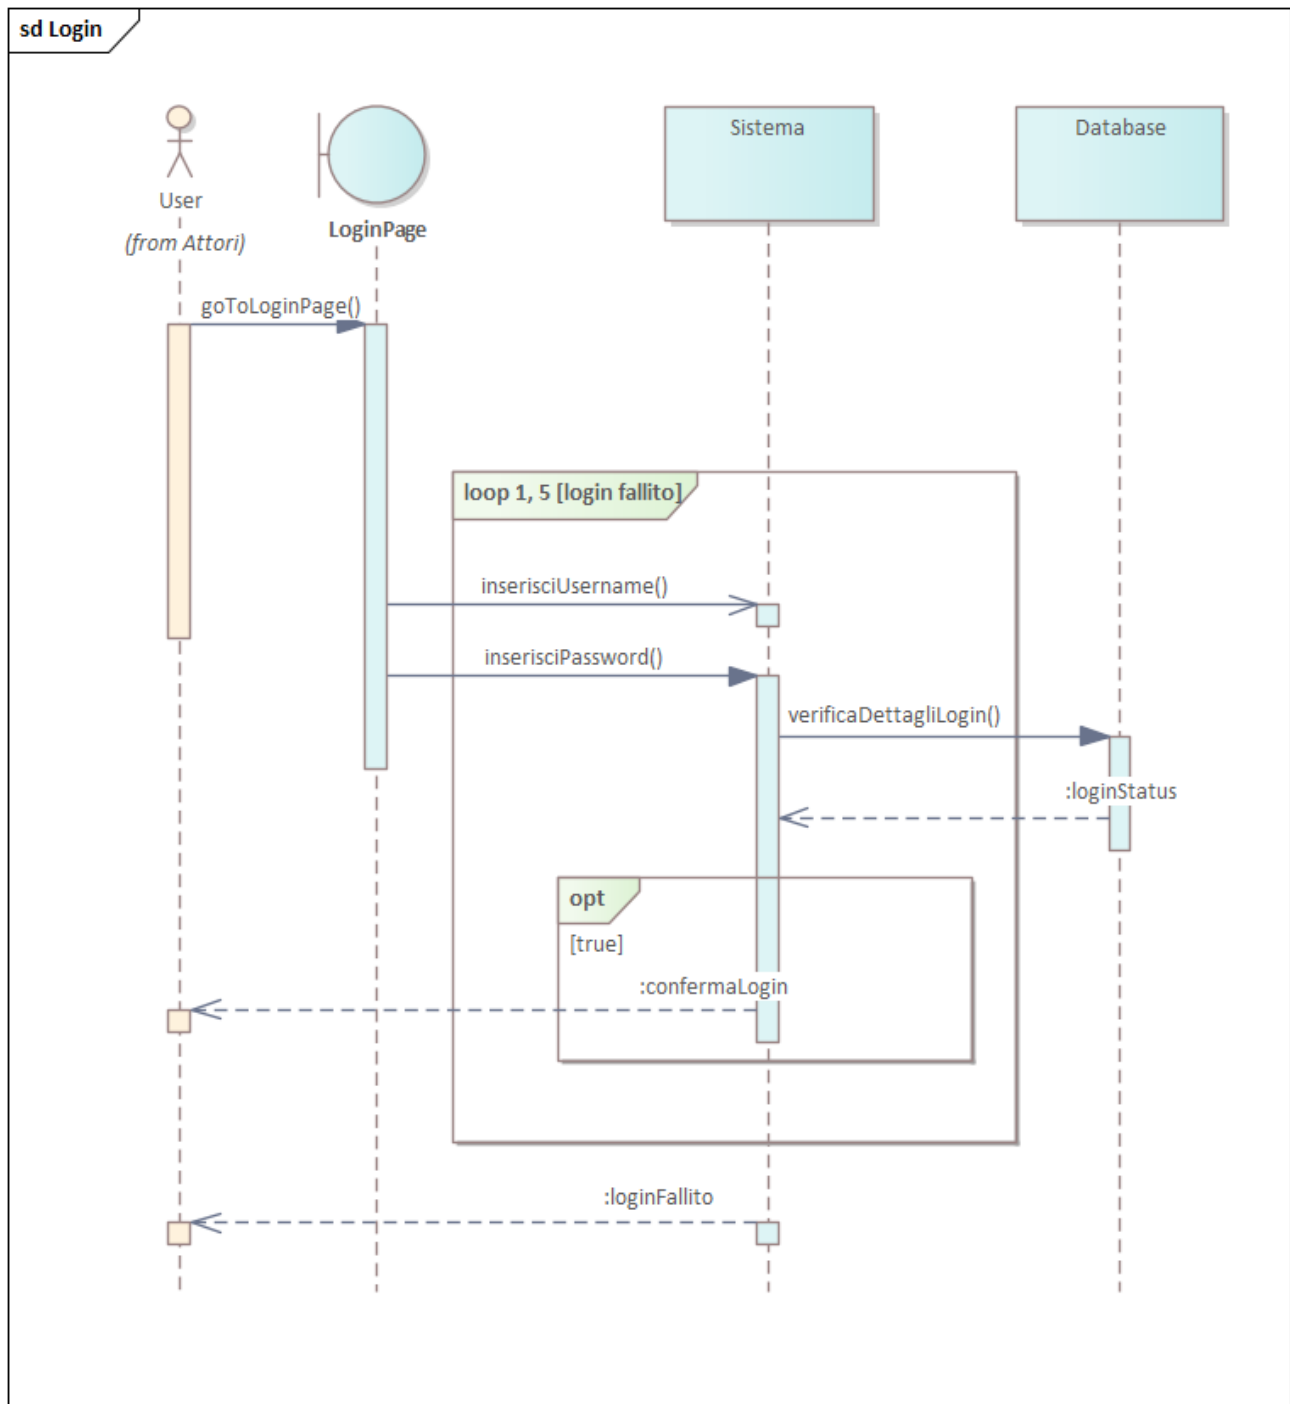 sd Login
User
(from Attori)
LoginPage
Sistema
Database
goToLoginPage()
loop 1, 5 [login fallito]
inserisciUsername()
inserisciPassword()
verificaDettagliLogin()
:loginStatus
opt
[true]
:confermaLogin
:loginFallito